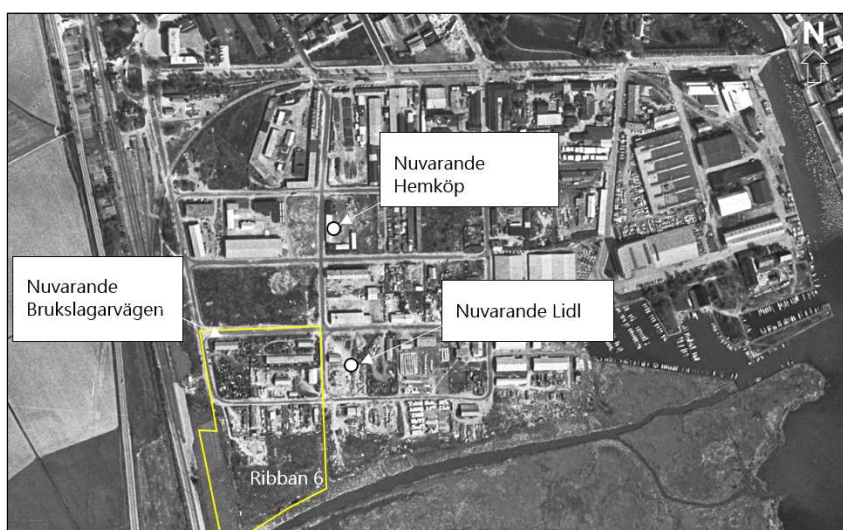 N
Nuvarande
Hemköp
Nuvarande
Brukslagarvägen
Nuvarande Lidl
Ribban 6